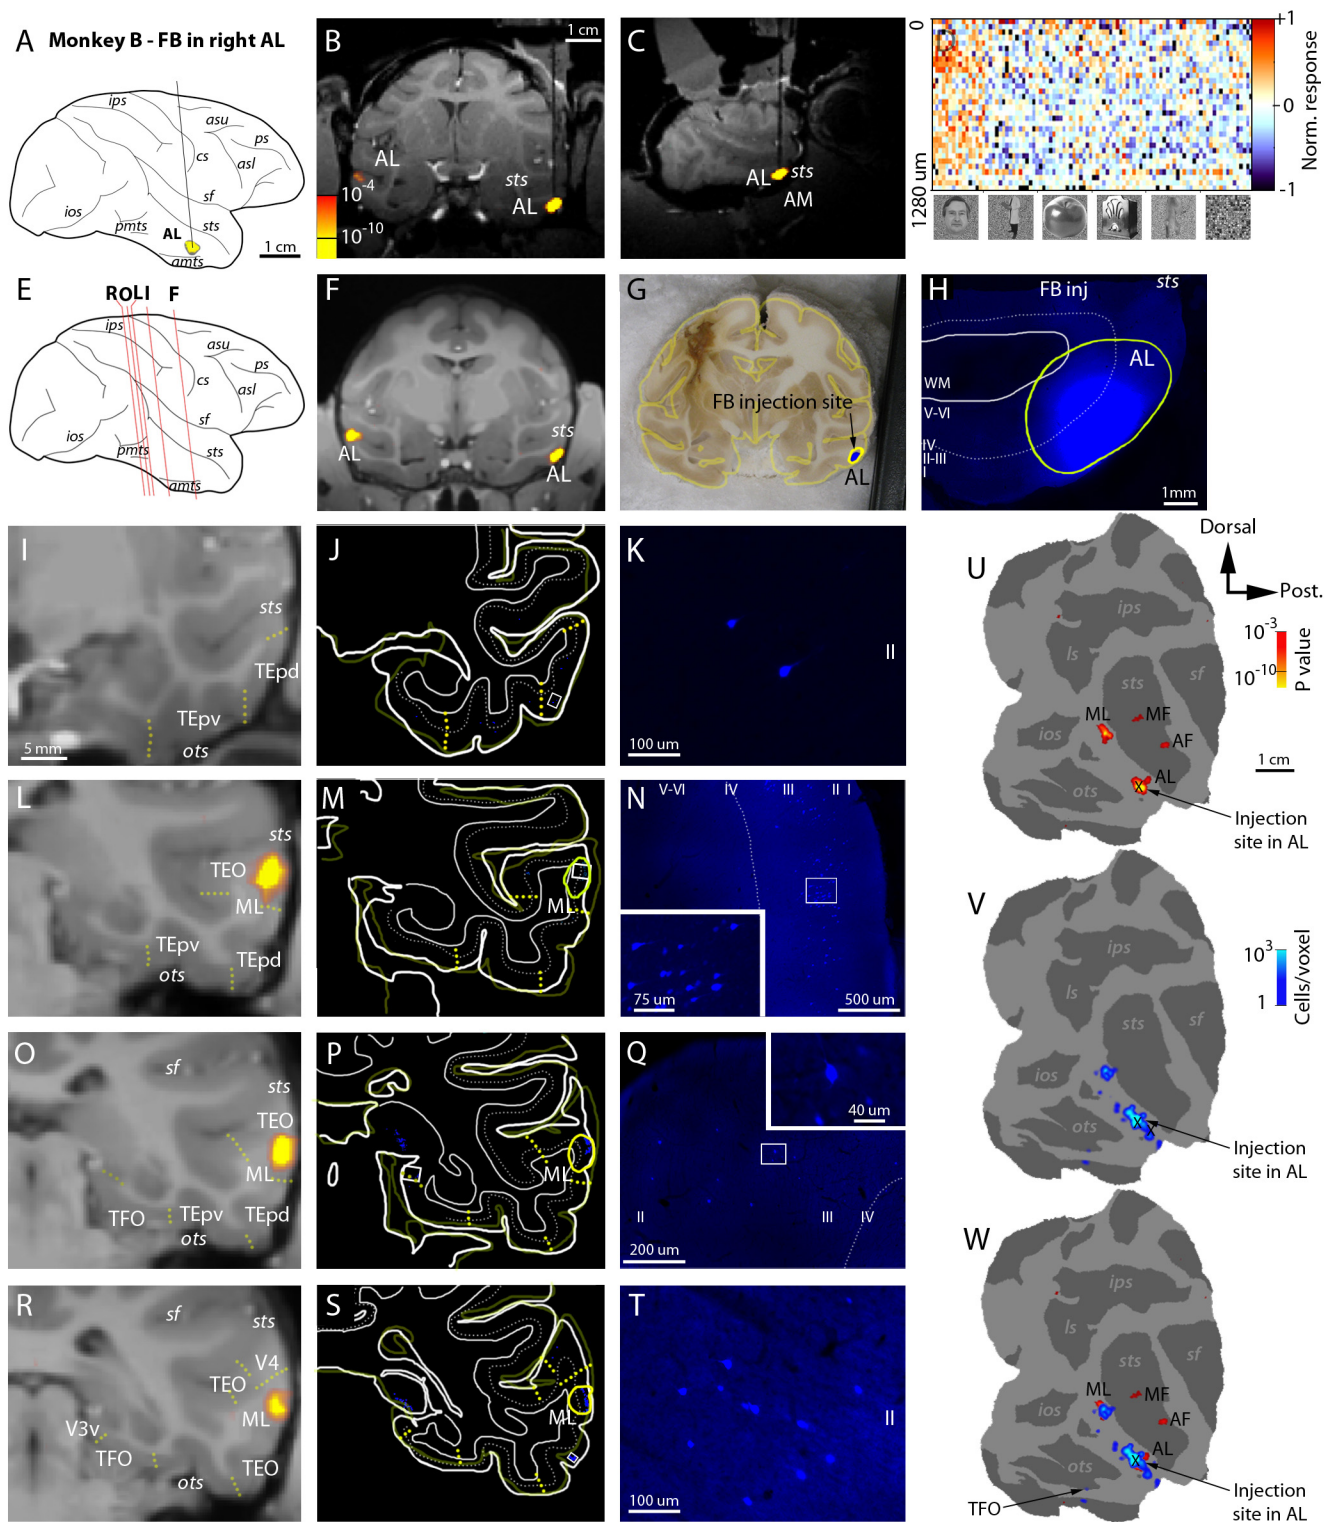 A Monkey B - FB in right AL
ips
asu
ps
cs
asl
sf
ios
pmts
AL
sts
amts
1 cm
B
1 cm
AL
10-4
10-10
sts
AL
C
AL sts
AM
0
1280 um
+1
0
-1
Norm. response
E
R O L I F
ips
asu
ps
cs
asl
sf
ios
pmts
sts
amts
F
sts
AL
AL
G
FB injection site
AL
H
FB inj
sts
AL
WM
V-VI
IV
II-III
I
1mm
I
sts
TEpd
TEpv
ots
5 mm
J
K
II
100 um
L
sts
TEO
ML
TEpv
ots
TEpd
M
ML
N
V-VI
IV
III
II
I
75 um
500 um
O
sf
sts
TEO
ML
TFO
TEpv
TEpd
ots
P
ML
Q
40 um
II
III
IV
200 um
R
sf
sts
V4
TEO
ML
V3v
TFO
ots
TEO
S
ML
T
II
100 um
Dorsal
Post.
U
ips
ls
sts
sf
ML
MF
AF
ios
AL
ots
10-3
10-10
P value
1 cm
Injection
site in AL
V
ips
ls
sts
sf
ios
ots
103
1
Cells/voxel
Injection
site in AL
W
ips
ls
sts
sf
ML
MF
AF
ios
AL
ots
TFO
Injection
site in AL